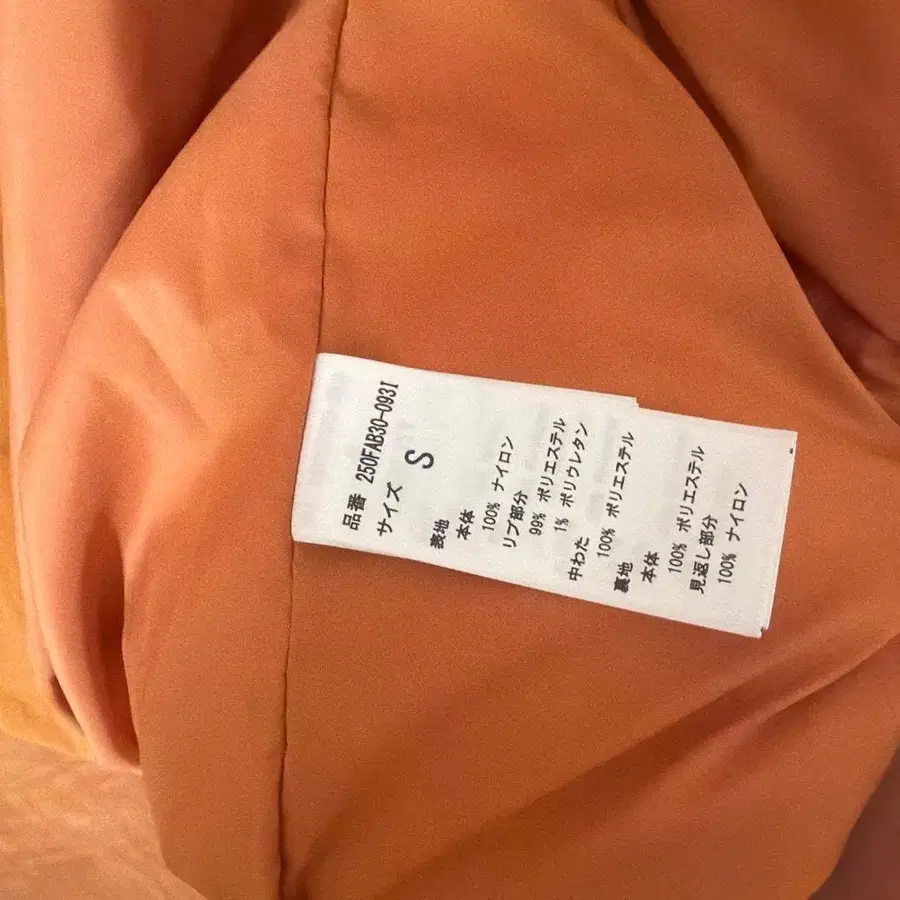 品番 250FAB30-093I
サイズ S
表地
本体
100% ナイロン
リブ部分
99% ポリエステル
1% ポリウレタン
中わた
100% ポリエステル
裏地
本体
100% ポリエステル
見返し部分
100% ナイロン